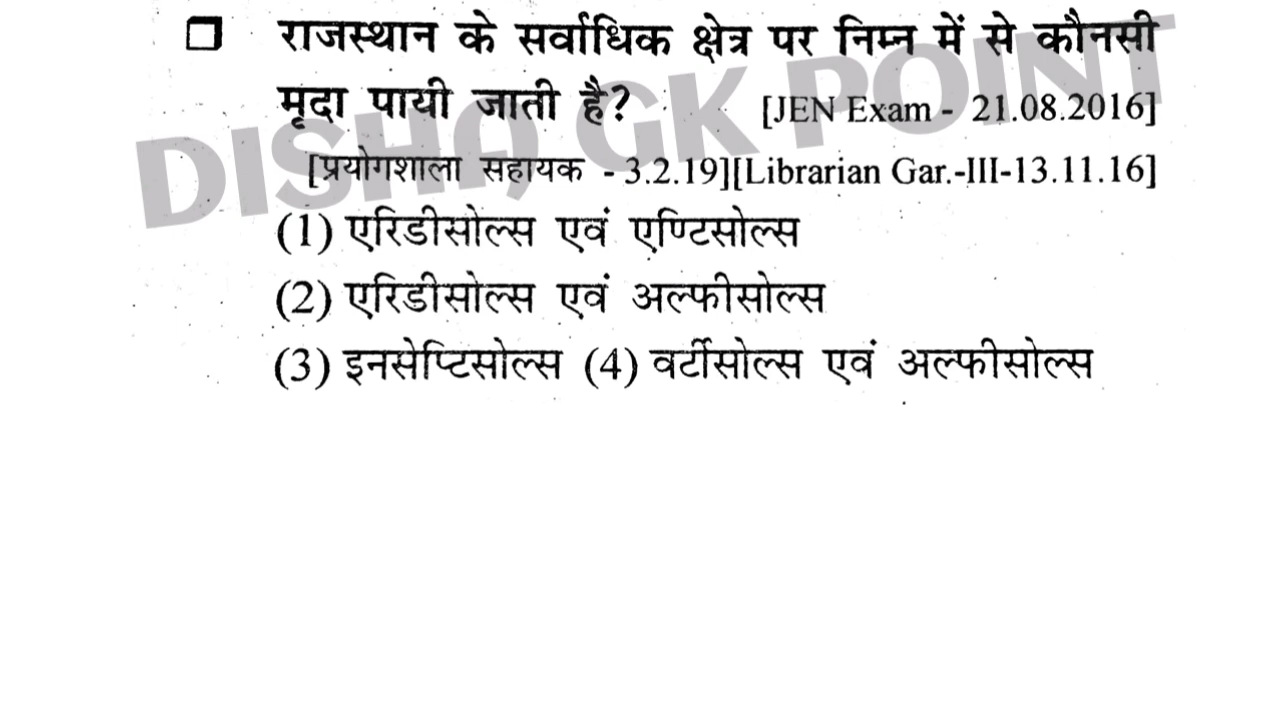 राजस्थान के सर्वाधिक क्षेत्र पर निम्न में से कौनसी
मृदा पायी जाती है? [JEN Exam - 21.08.2016]
[प्रयोगशाला सहायक - 3.2.19][Librarian Gar.-III-13.11.16]
(1) एरिडीसोल्स एवं एण्टिसोल्स
(2) एरिडीसोल्स एवं अल्फीसोल्स
(3) इनसेप्टिसोल्स (4) वर्टीसोल्स एवं अल्फीसोल्स
DISHA GK POINT